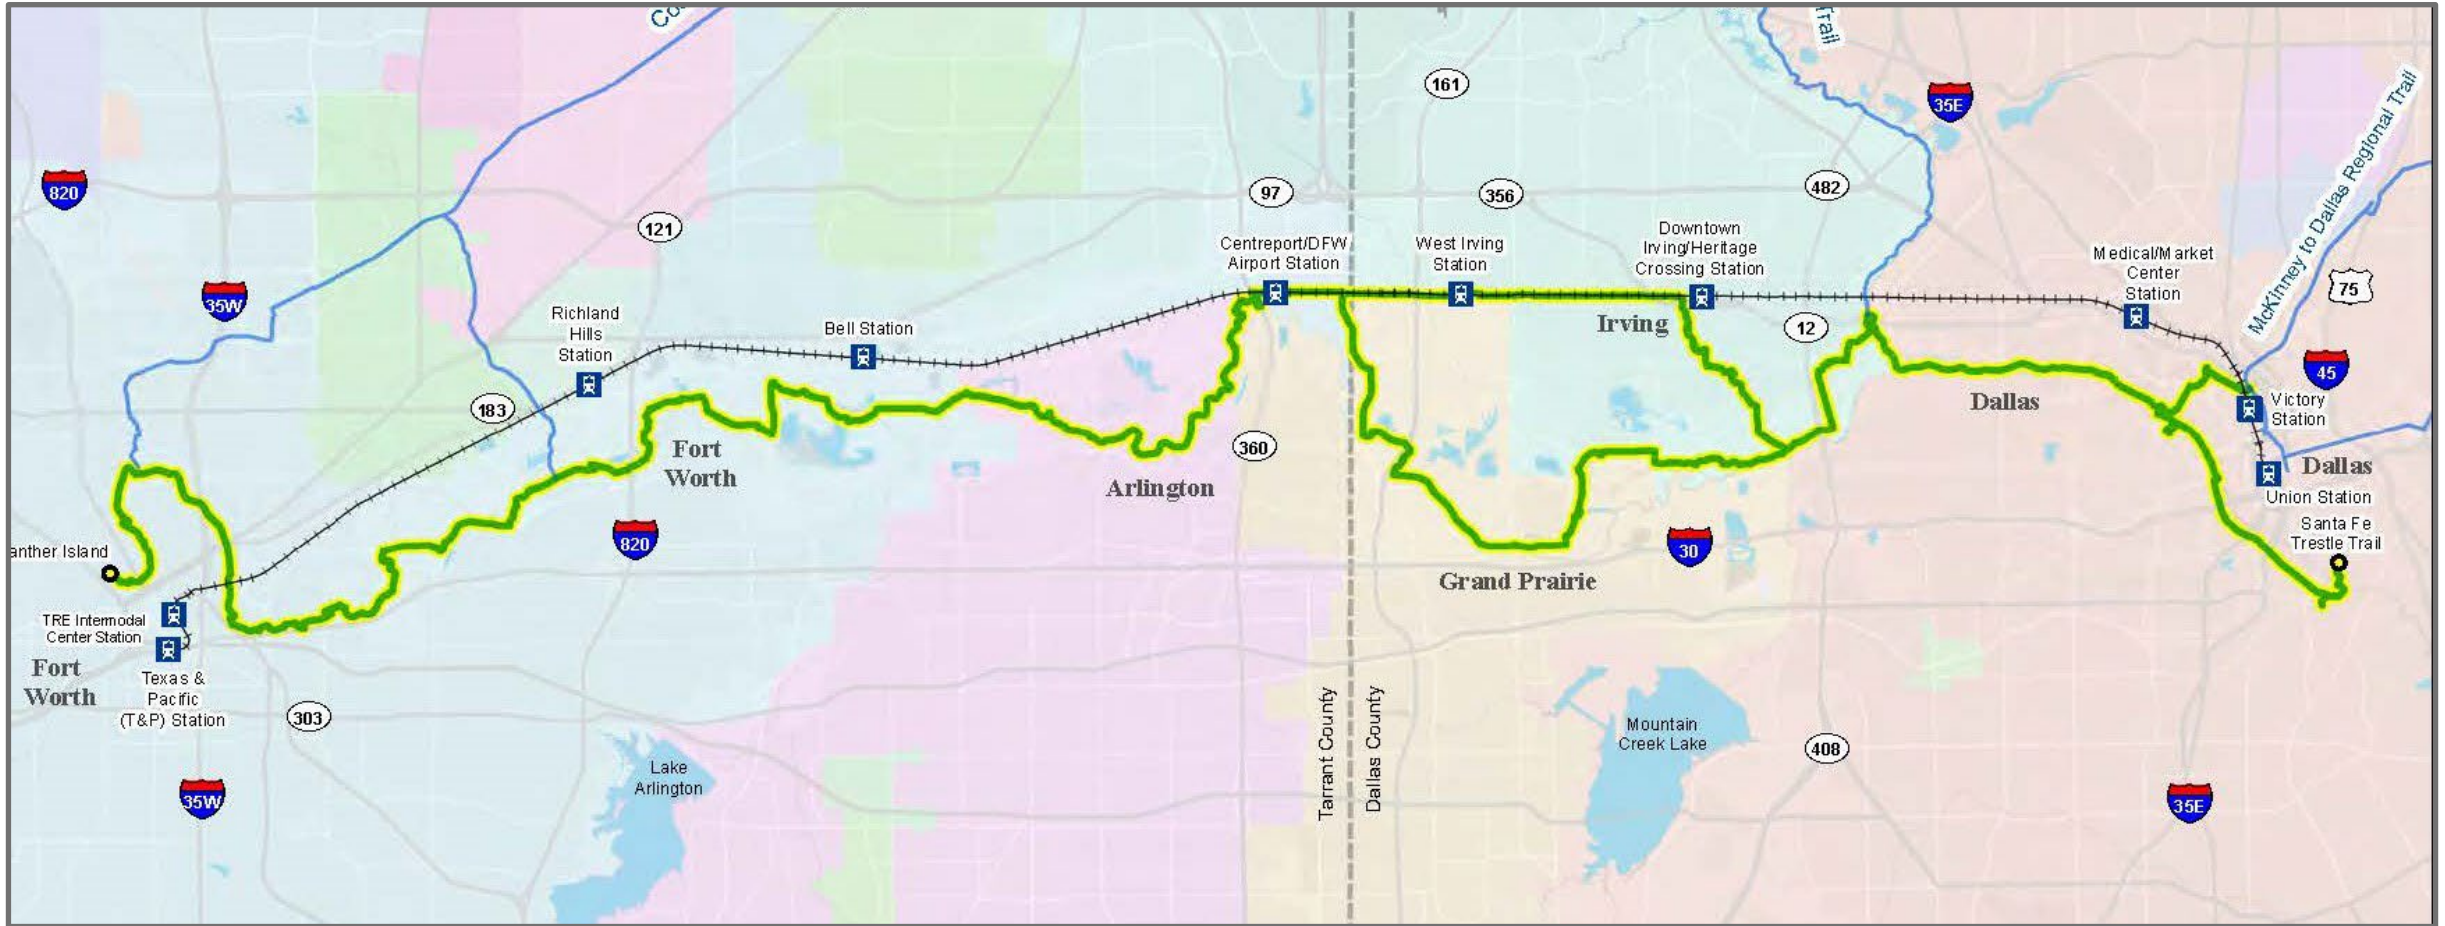 Co
Trail
161
35E
McKinney to Dallas Regional Trail
820
97
356
482
121
Centreport/DFW
Airport Station
West Irving
Station
Downtown
Irving/Heritage
Crossing Station
Medical/Market
Center
Station
75
35W
Richland
Hills
Station
Bell Station
Irving
12
45
183
Dallas
Victory
Station
Fort
Worth
360
Arlington
Dallas
Union Station
Santa Fe
Trestle Trail
anther Island
820
30
Grand Prairie
TRE Intermodal
Center Station
Fort
Worth
Texas &
Pacific
(T&P) Station
303
Tarrant County
Dallas County
Mountain
Creek Lake
408
Lake
Arlington
35W
35E